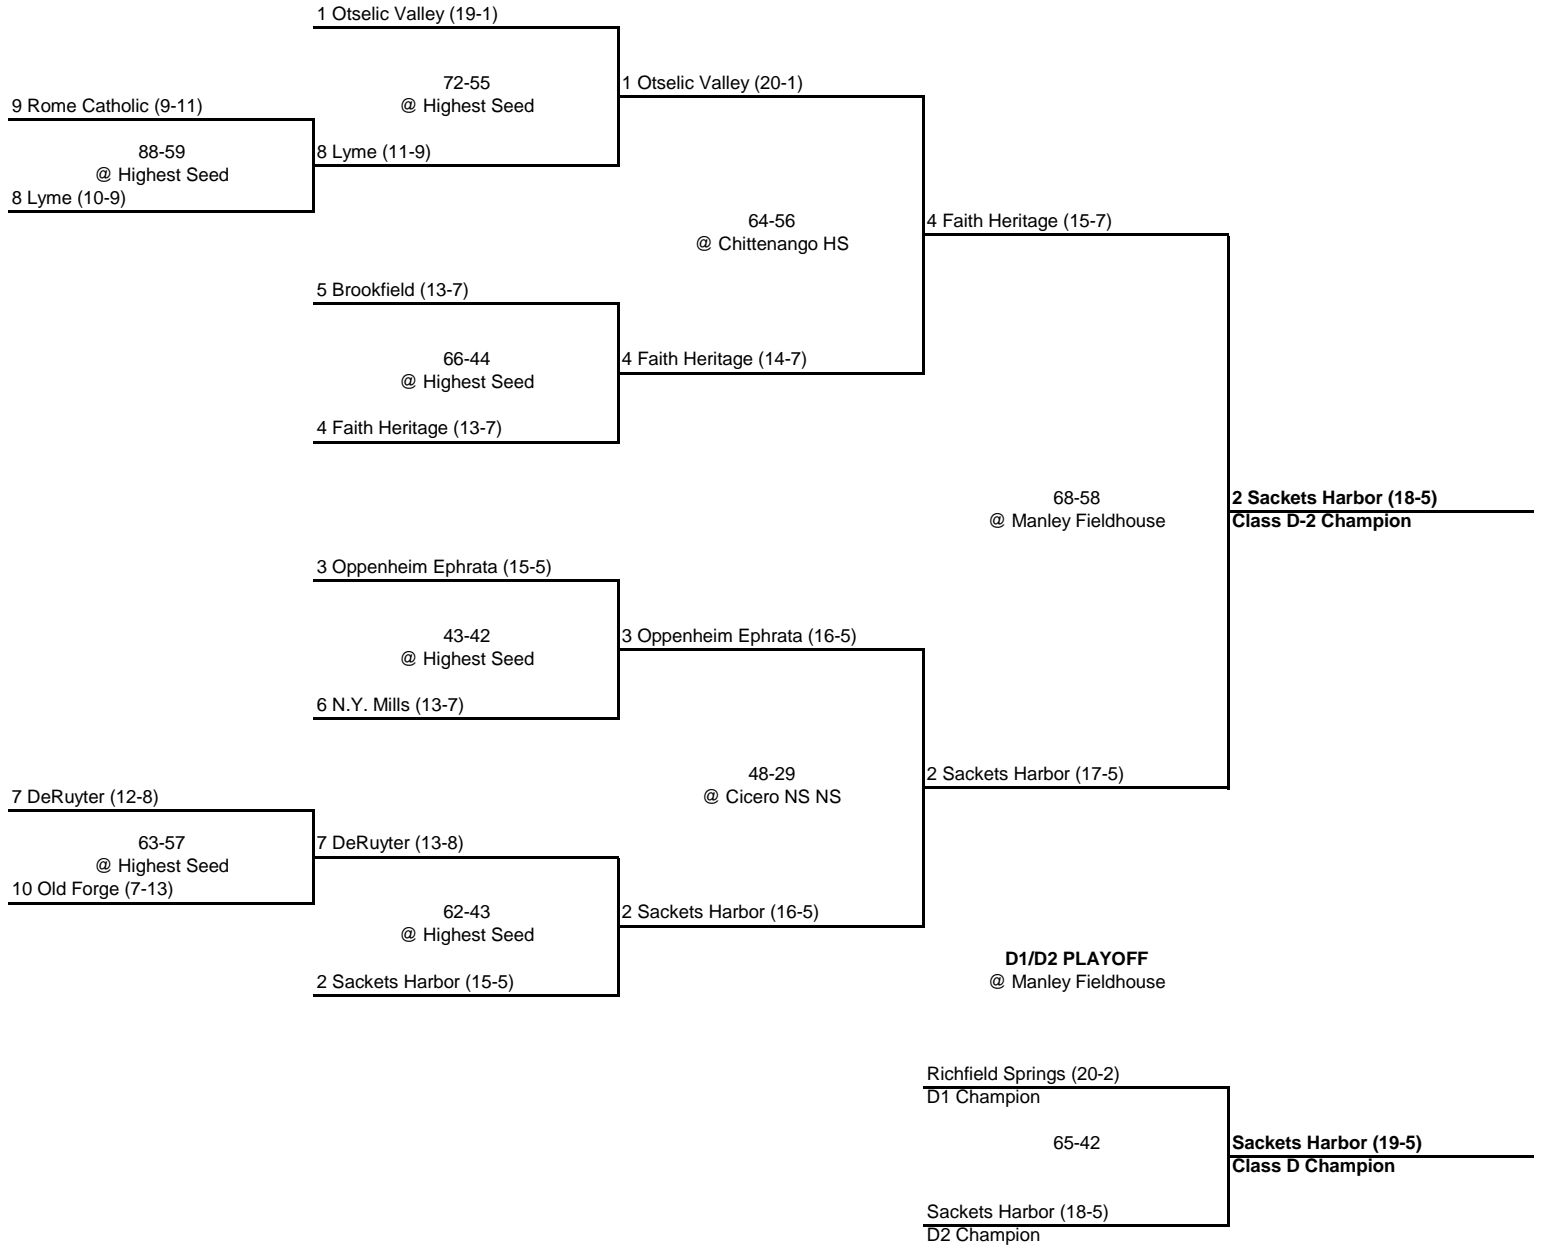 1 Otselic Valley (19-1)
72-55
@ Highest Seed
1 Otselic Valley (20-1)
9 Rome Catholic (9-11)
88-59
@ Highest Seed
8 Lyme (11-9)
8 Lyme (10-9)
64-56
@ Chittenango HS
4 Faith Heritage (15-7)
5 Brookfield (13-7)
66-44
@ Highest Seed
4 Faith Heritage (14-7)
4 Faith Heritage (13-7)
68-58
@ Manley Fieldhouse
2 Sackets Harbor (18-5)
Class D-2 Champion
3 Oppenheim Ephrata (15-5)
43-42
@ Highest Seed
3 Oppenheim Ephrata (16-5)
6 N.Y. Mills (13-7)
48-29
@ Cicero NS NS
2 Sackets Harbor (17-5)
7 DeRuyter (12-8)
63-57
@ Highest Seed
7 DeRuyter (13-8)
10 Old Forge (7-13)
62-43
@ Highest Seed
2 Sackets Harbor (16-5)
2 Sackets Harbor (15-5)
D1/D2 PLAYOFF
@ Manley Fieldhouse
Richfield Springs (20-2)
D1 Champion
65-42
Sackets Harbor (19-5)
Class D Champion
Sackets Harbor (18-5)
D2 Champion